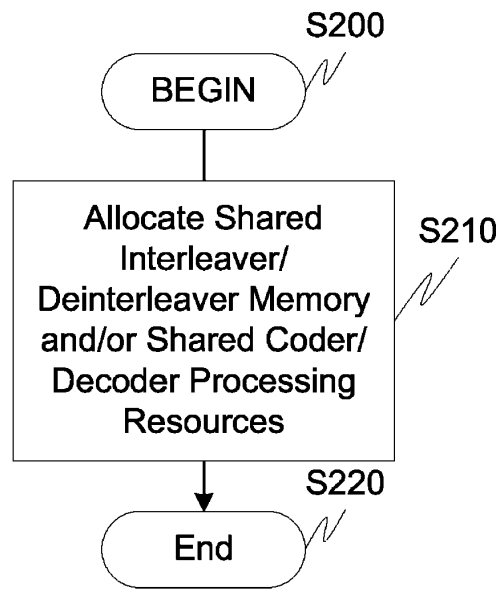 S200
BEGIN
Allocate Shared
Interleaver/
Deinterleaver Memory
and/or Shared Coder/
Decoder Processing
Resources
S210
S220
End